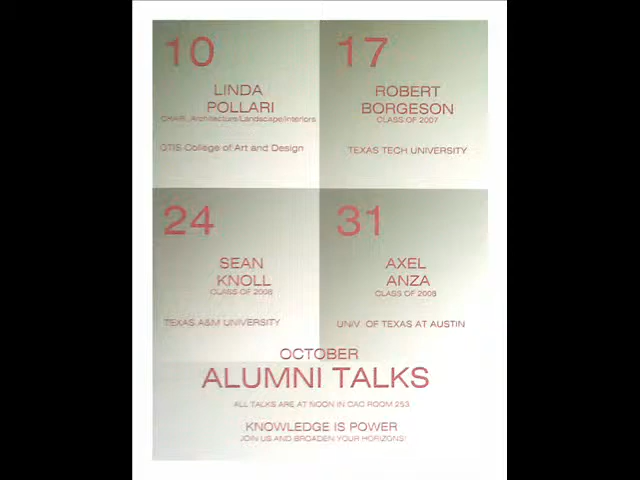 10
LINDA
POLLARI
CHAIR, Architecture/Landscape/Interiors
OTIS College of Art and Design
17
ROBERT
BORGESON
CLASS OF 2007
TEXAS TECH UNIVERSITY
24
SEAN
KNOLL
CLASS OF 2008
TEXAS A&M UNIVERSITY
31
AXEL
ANZA
CLASS OF 2008
UNIV. OF TEXAS AT AUSTIN
OCTOBER
ALUMNI TALKS
ALL TALKS ARE AT NOON IN CAC ROOM 253
KNOWLEDGE IS POWER
JOIN US AND BROADEN YOUR HORIZONS!